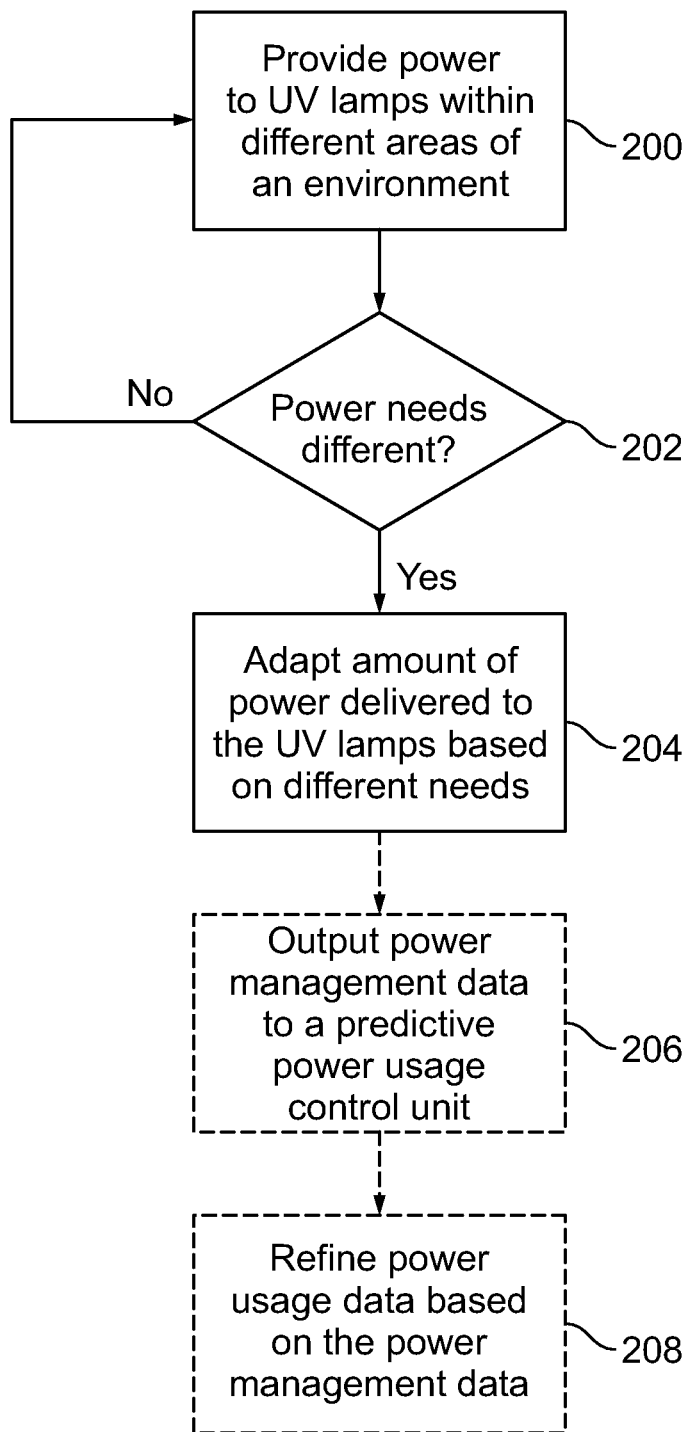 Provide power
to UV lamps within
different areas of
an environment
200
No
Power needs
different?
202
Yes
Adapt amount of
power delivered to
the UV lamps based
on different needs
204
Output power
management data
to a predictive
power usage
control unit
206
Refine power
usage data based
on the power
management data
208